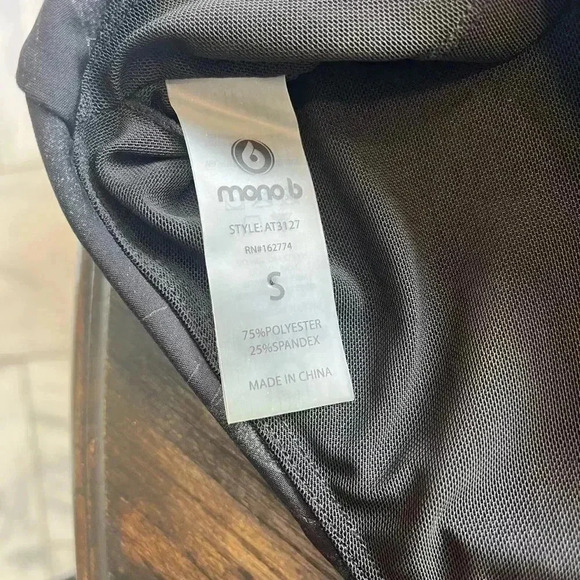 mono b
STYLE: AT3127
RN#162774
S
75%POLYESTER
25%SPANDEX
MADE IN CHINA